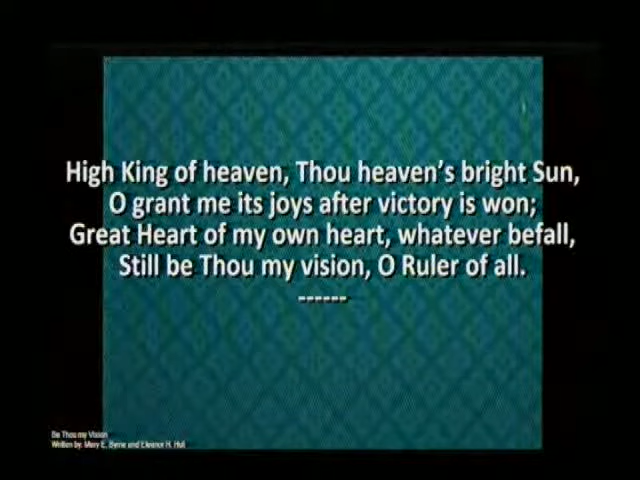 High King of heaven, Thou heaven's bright Sun,
O grant me its joys after victory is won;
Great Heart of my own heart, whatever befall,
Still be Thou my vision, O Ruler of all.
------
Be Thou my Vision
Written by: Mary E. Byrne and Eleanor H. Hull